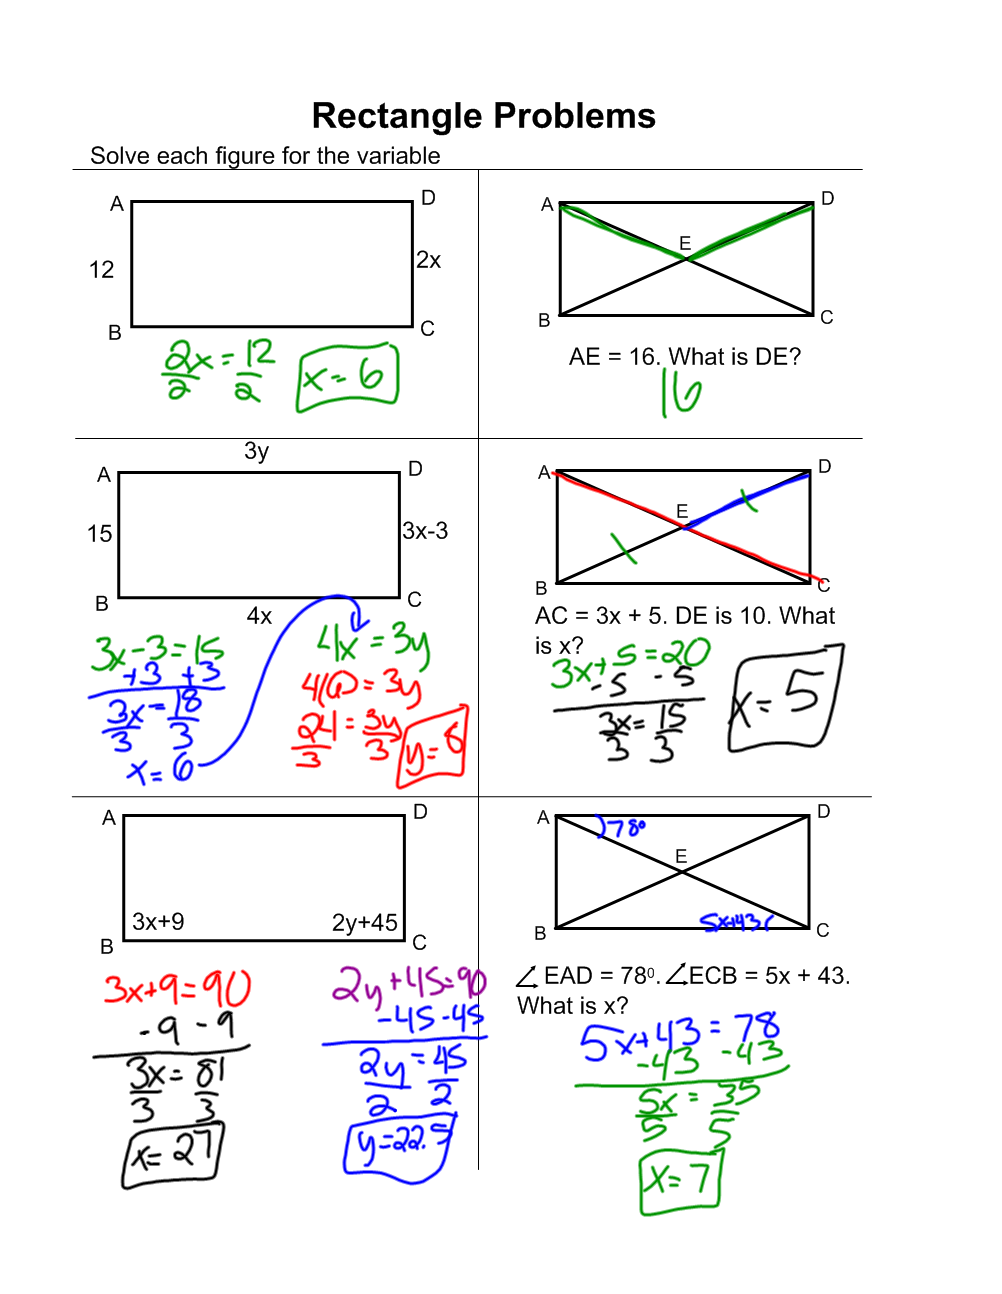 Rectangle Problems
Solve each figure for the variable
A
D
12
2x
B
C
2x = 12
2 2
x = 6
A
D
E
B
C
AE = 16. What is DE?
16
3y
A
D
15
3x-3
B
C
4x
3x-3=15
+3 +3
3x = 18
3 3
x = 6
4x = 3y
4(6) = 3y
24 = 3y
3 3
y = 8
A
D
E
B
C
AC = 3x + 5. DE is 10. What
is x?
3x+5=20
-5 -5
3x = 15
3 3
x = 5
A
D
3x+9
2y+45
B
C
3x+9=90
-9 -9
3x = 81
3 3
x = 27
2y+45=90
-45 -45
2y = 45
2 2
y=22.5
A
D
78°
E
5x+43
B
C
∠EAD = 78⁰. ∠ECB = 5x + 43.
What is x?
5x+43 = 78
-43 -43
5x = 35
5 5
x = 7